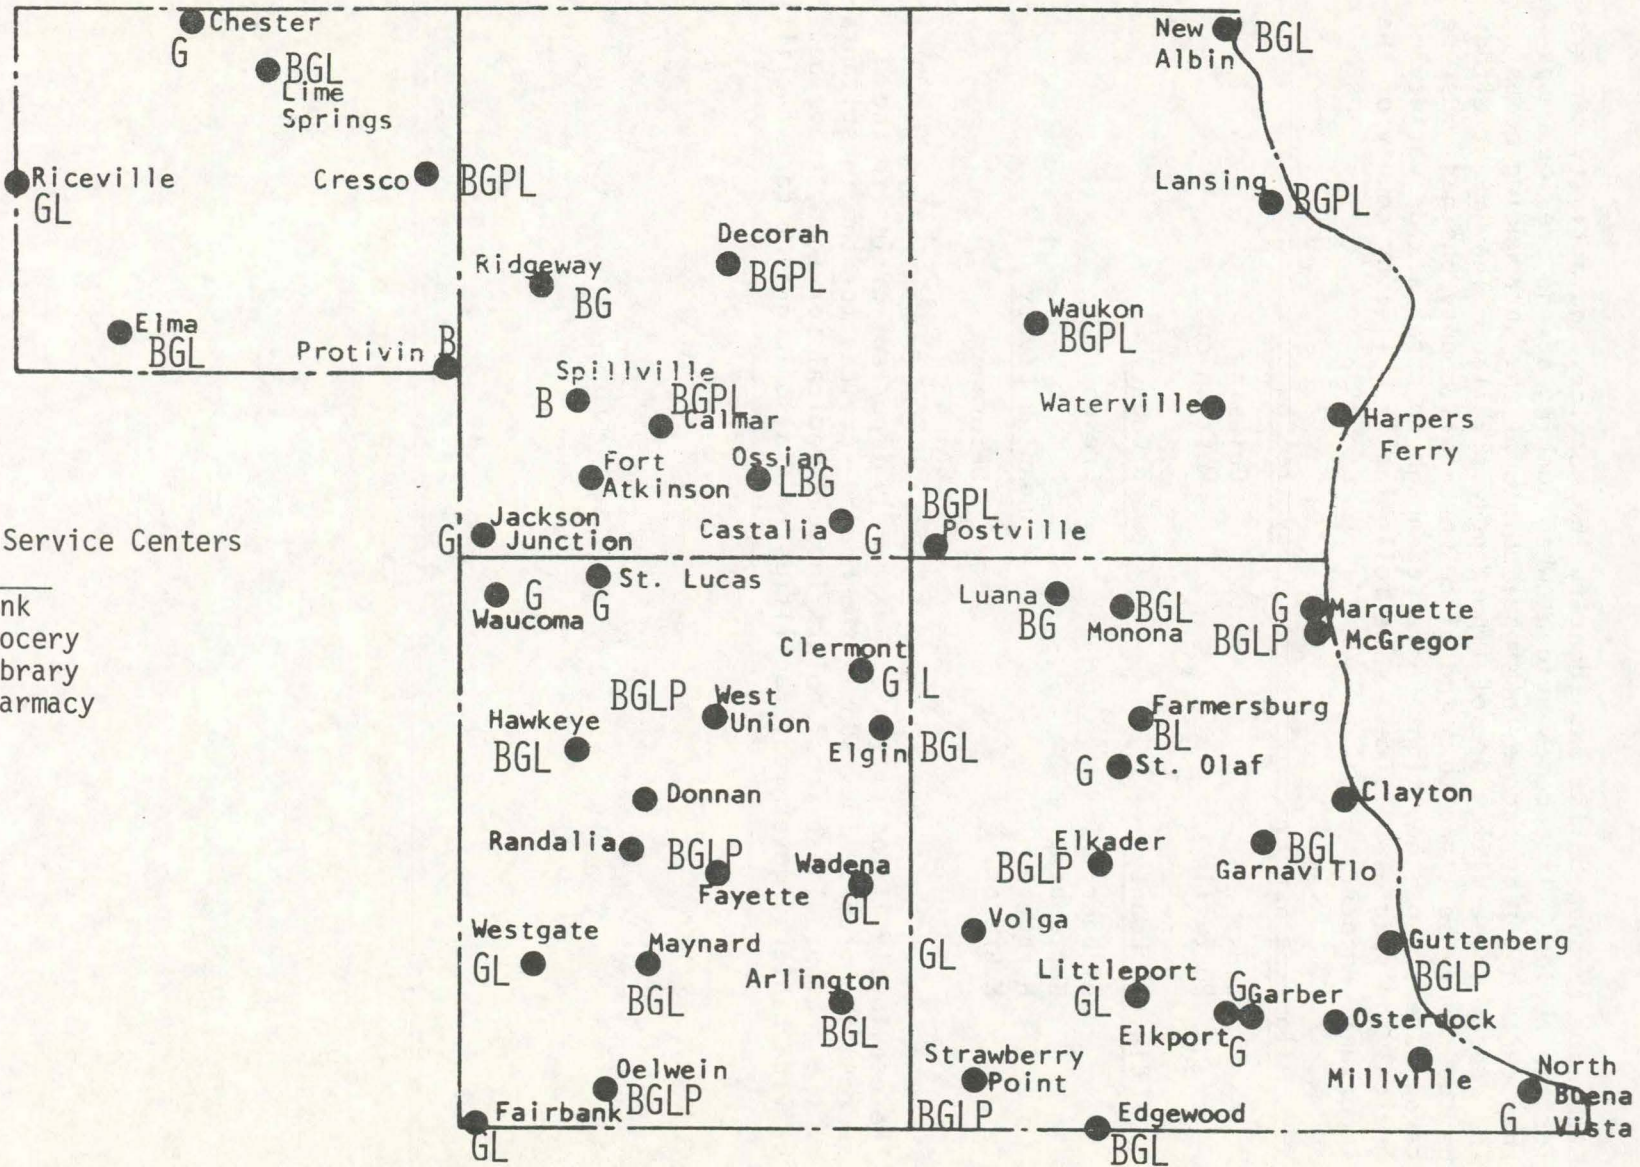 Chester
G
BGL
Lime
Springs
Riceville
GL
Cresco
BGPL
Elma
BGL
Protivin
B
Ridgeway
BG
Decorah
BGPL
Spillville
B
BGPL
Calmar
Fort
Atkinson
Ossian
LBG
Jackson
Junction
G
Castalia
G
New
Albin
BGL
Lansing
BGPL
Waukon
BGPL
Waterville
Harpers
Ferry
BGPL
Postville
Service Centers
nk
ocery
brary
armacy
St. Lucas
G
G
Waucoma
Clermont
G L
BGLP
West
Union
Hawkeye
BGL
Elgin
BGL
Donnan
Randalia
BGLP
Fayette
Wadena
GL
Westgate
GL
Maynard
BGL
Arlington
BGL
Oelwein
BGLP
Fairbank
GL
Luana
BG
BGL
Monona
G
Marquette
BGLP
McGregor
Farmersburg
BL
G
St. Olaf
Clayton
Elkader
BGLP
BGL
Garnavillo
Volga
GL
Guttenberg
BGLP
Littleport
GL
G
Garber
Elkport
G
Osterdock
Strawberry
Point
BGLP
Millville
North
Buena
Vista
G
Edgewood
BGL